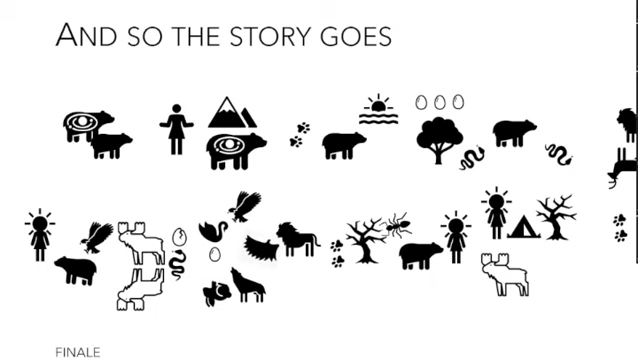 AND SO THE STORY GOES
FINALE